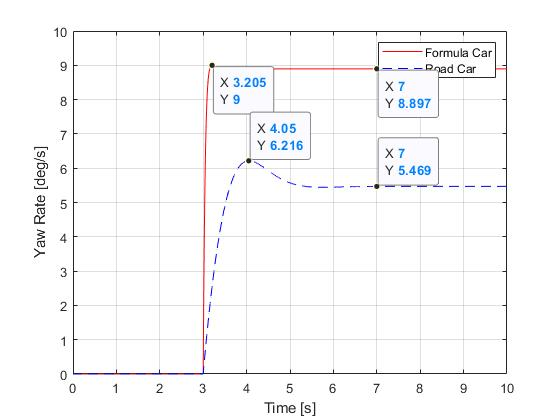 10
9
8
7
6
5
4
3
2
1
0
Yaw Rate [deg/s]
Formula Car
Road Car
X 3.205
Y 9
X 7
Y 8.897
X 4.05
Y 6.216
X 7
Y 5.469
0 1 2 3 4 5 6 7 8 9 10
Time [s]